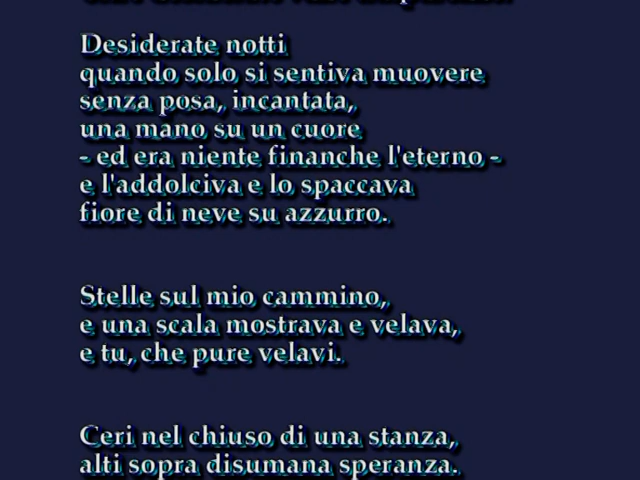 Desiderate notti
quando solo si sentiva muovere
senza posa, incantata,
una mano su un cuore
- ed era niente finanche l'eterno -
e l'addolciva e lo spaccava
fiore di neve su azzurro.
Stelle sul mio cammino,
e una scala mostrava e velava,
e tu, che pure velavi.
Ceri nel chiuso di una stanza,
alti sopra disumana speranza.